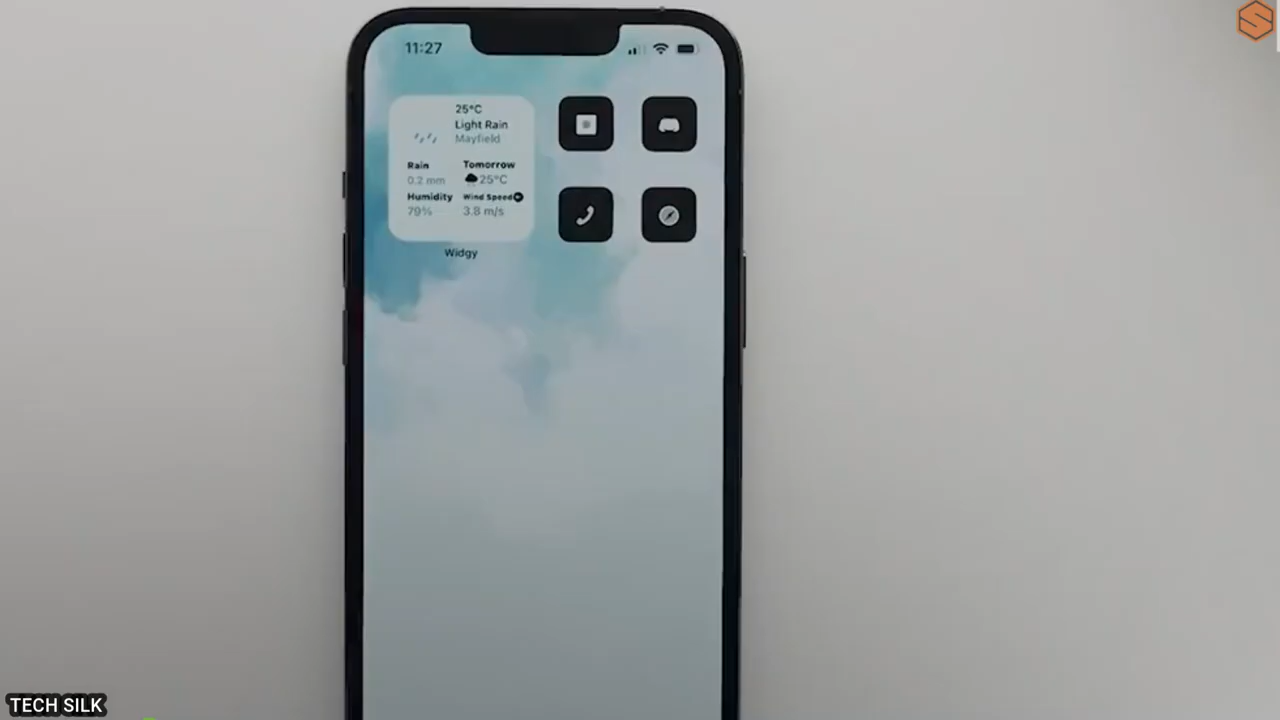 11:27
25°C
Light Rain
Mayfield
Rain
Tomorrow
0.2 mm
25°C
Humidity
Wind Speed
79%
3.8 m/s
Widgy
TECH SILK